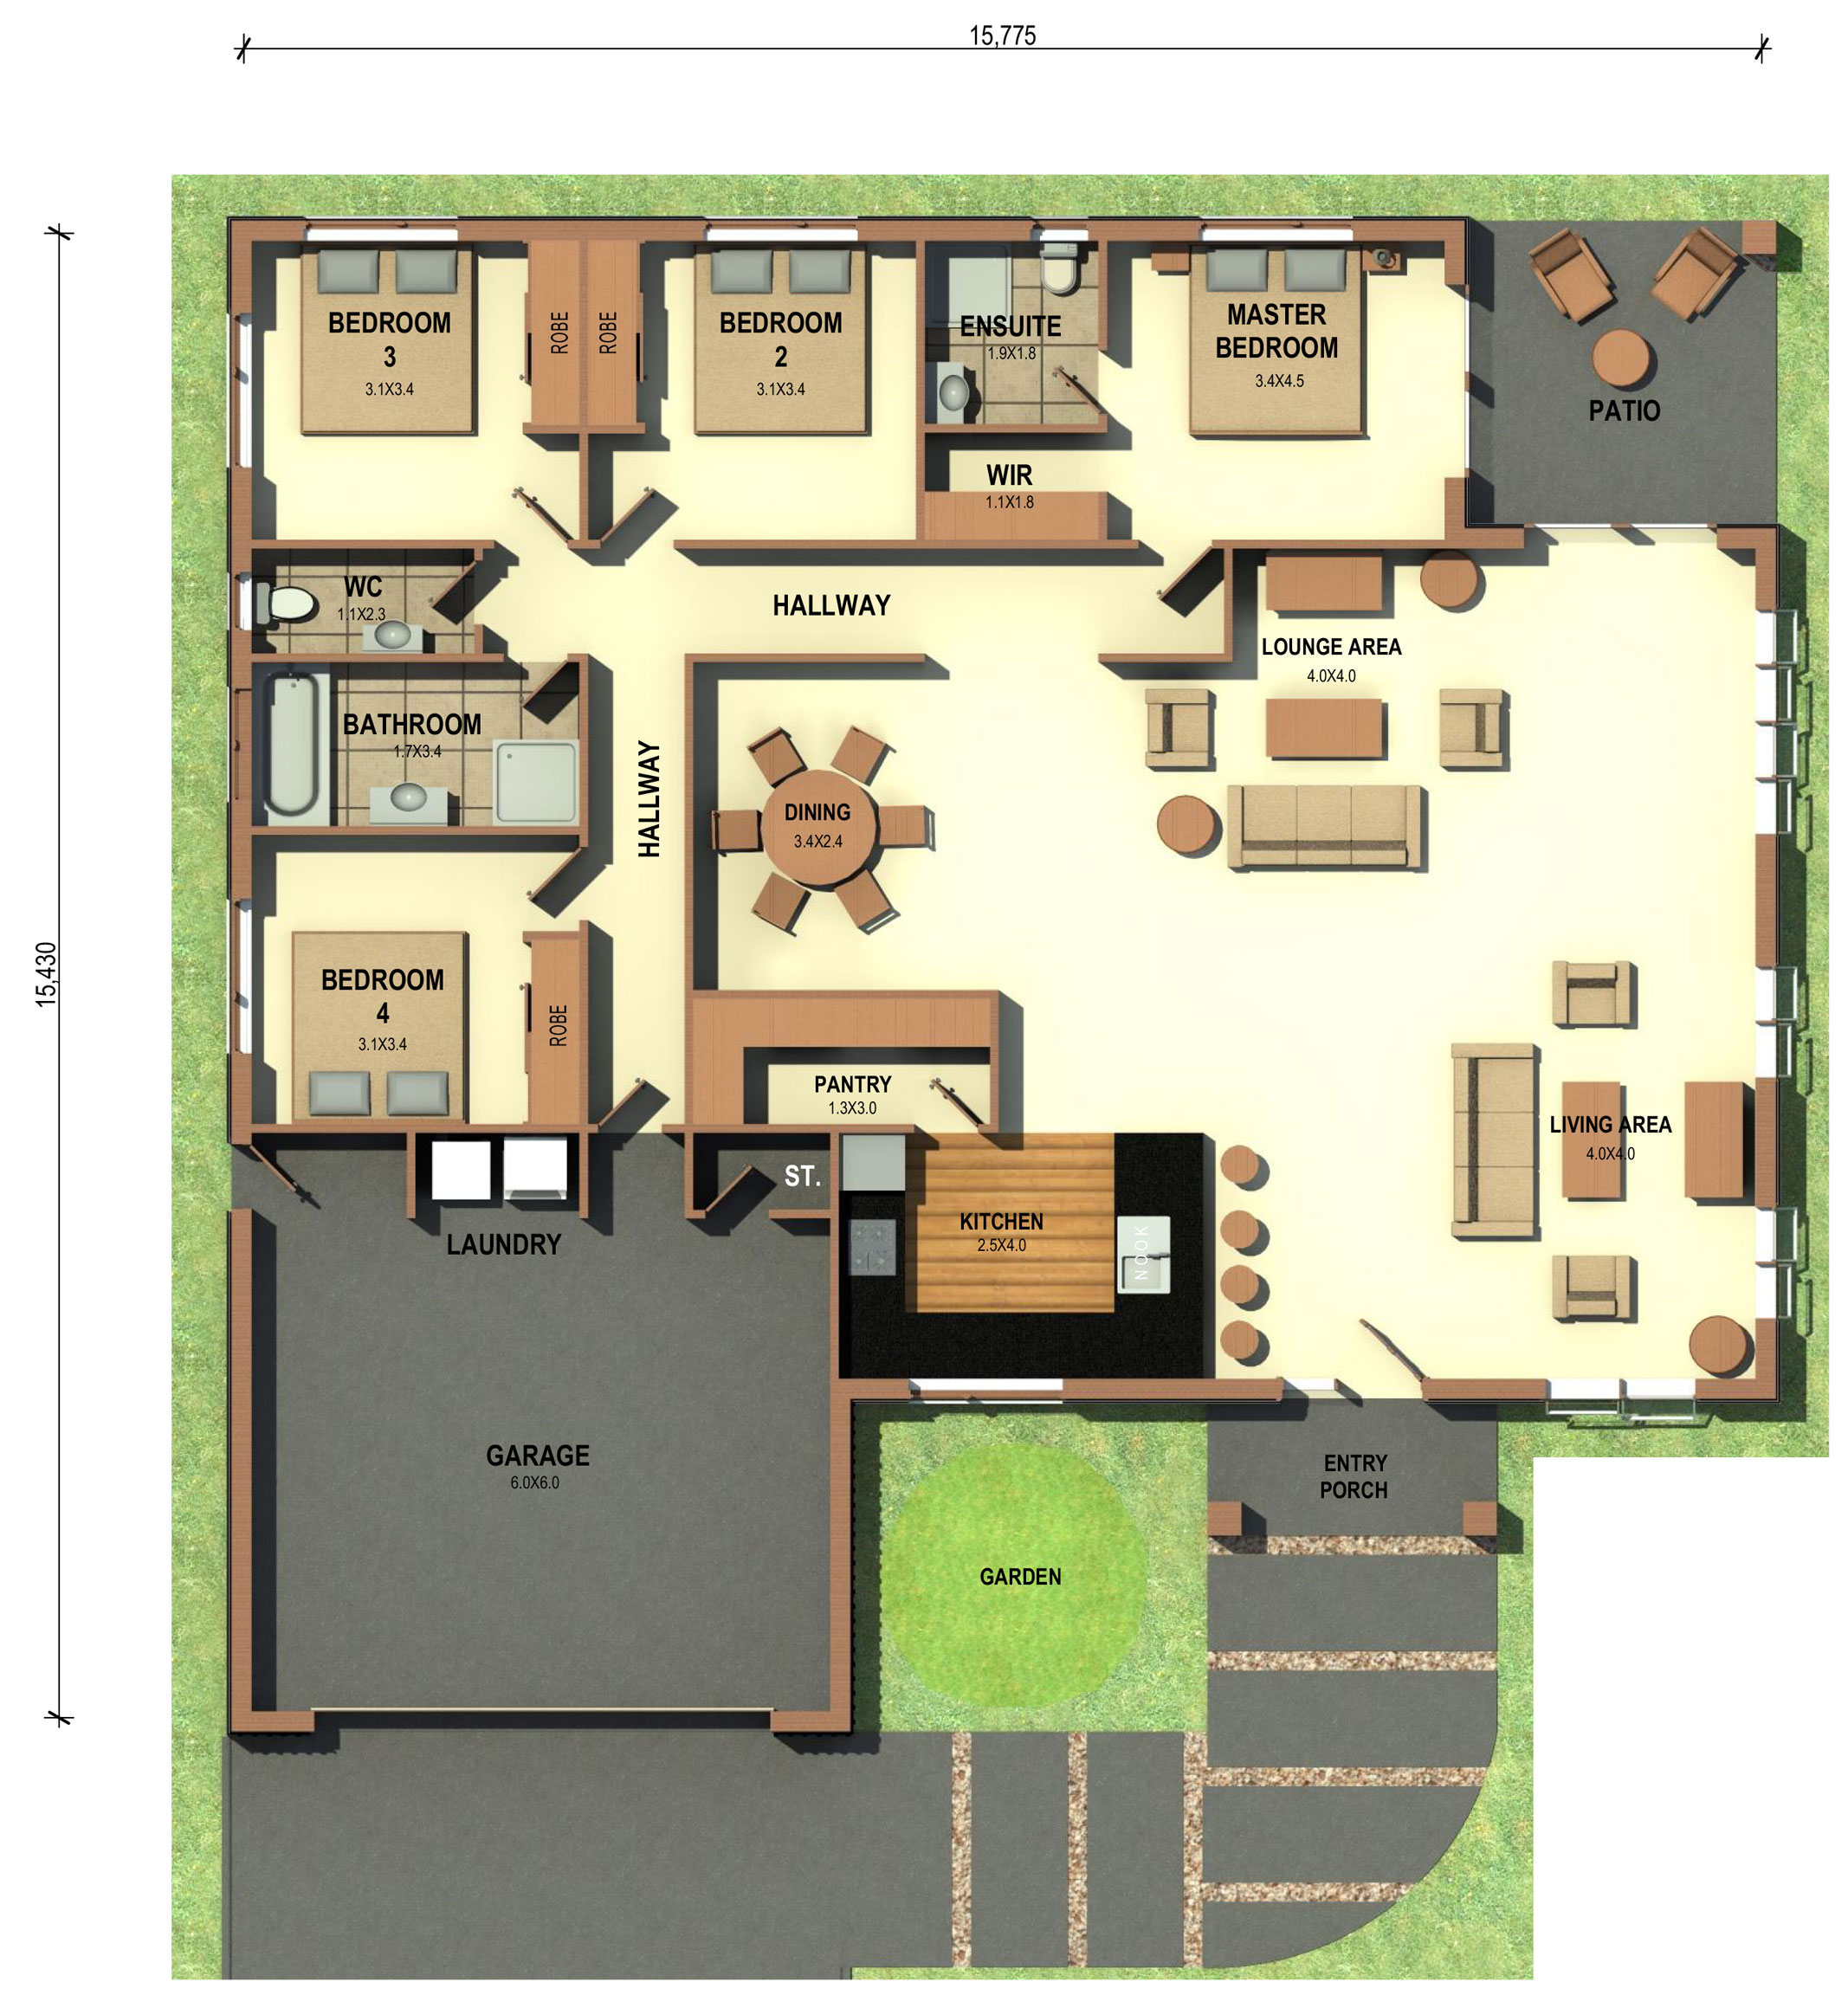 15,775
15,430
BEDROOM
3
3.1X3.4
ROBE
ROBE
BEDROOM
2
3.1X3.4
ENSUITE
1.9X1.8
MASTER
BEDROOM
3.4X4.5
PATIO
WIR
1.1X1.8
WC
1.1X2.3
HALLWAY
LOUNGE AREA
4.0X4.0
BATHROOM
1.7X3.4
HALLWAY
DINING
3.4X2.4
BEDROOM
4
3.1X3.4
ROBE
PANTRY
1.3X3.0
LIVING AREA
4.0X4.0
ST.
LAUNDRY
KITCHEN
2.5X4.0
NOOK
GARAGE
6.0X6.0
ENTRY
PORCH
GARDEN